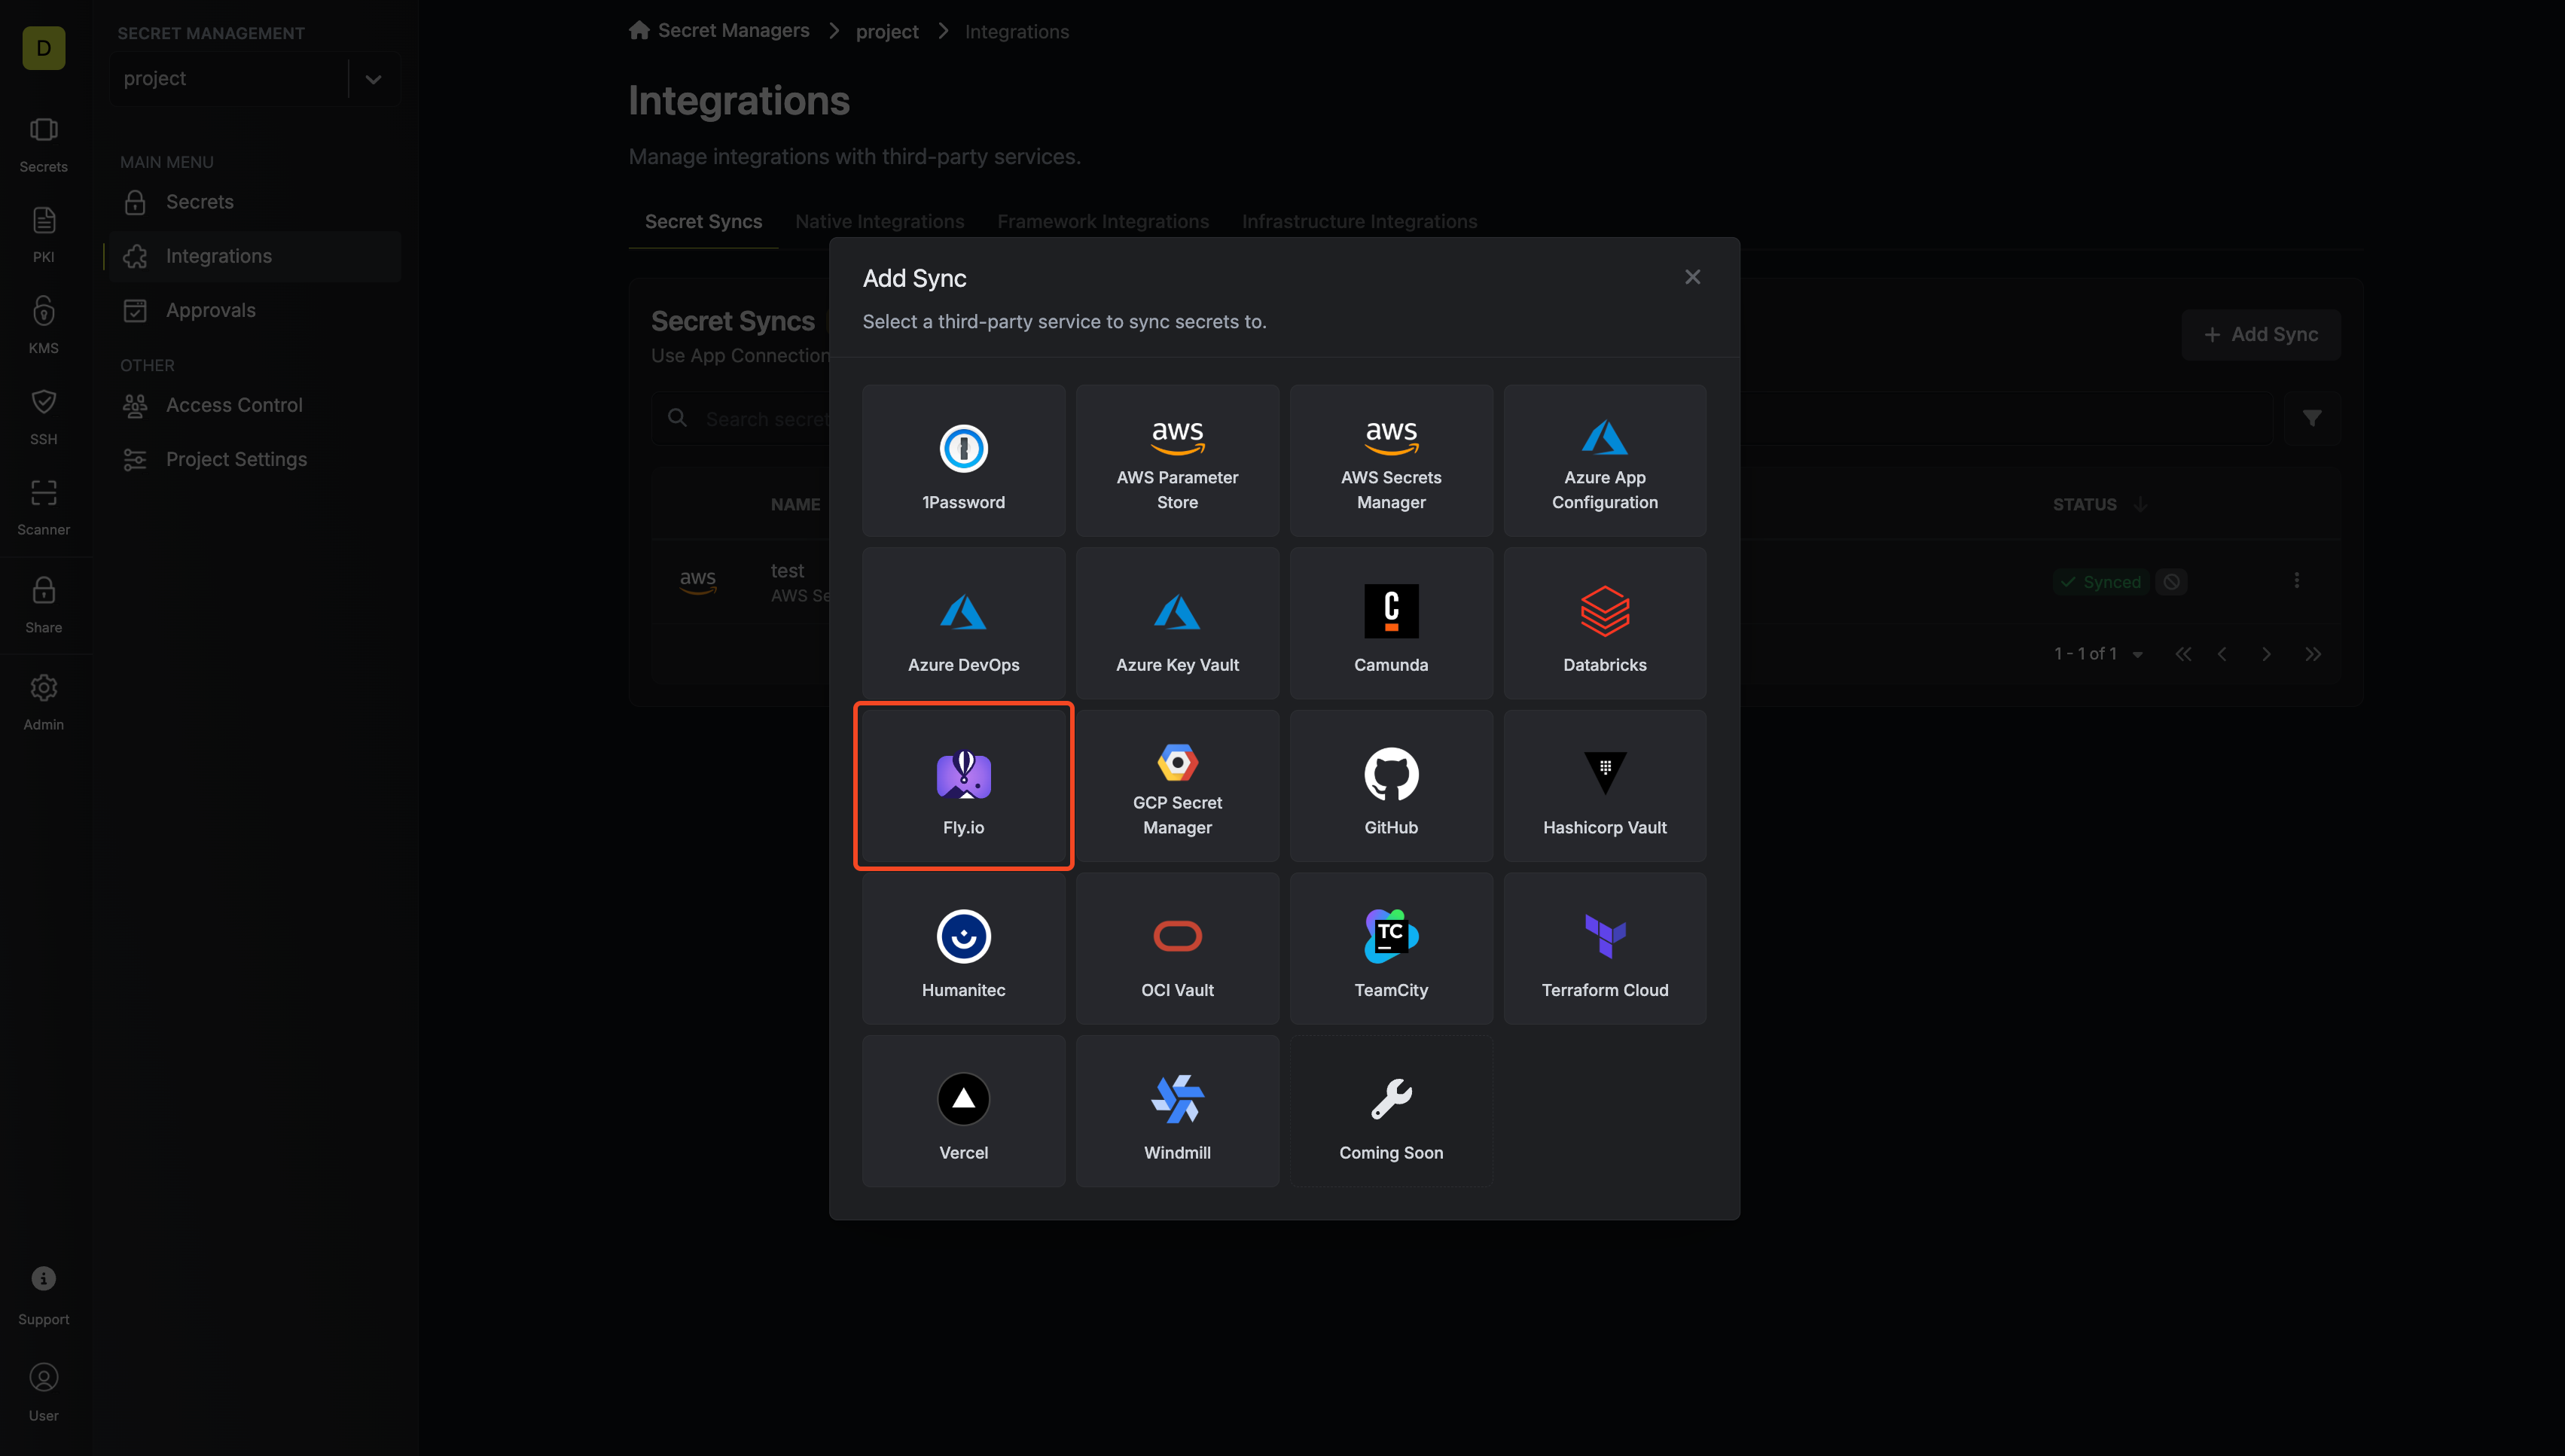 D
Secrets
PKI
KMS
SSH
Scanner
Share
Admin
Support
User
SECRET MANAGEMENT
project
MAIN MENU
Secrets
Integrations
Approvals
OTHER
Access Control
Project Settings
Secret Managers
project
Integrations
Integrations
Manage integrations with third-party services.
Secret Syncs
Native Integrations
Framework Integrations
Infrastructure Integrations
Secret Syncs
Use App Connection
Add Sync
Search secret
NAME
STATUS
aws
test
AWS Se
Synced
1 - 1 of 1
Add Sync
Select a third-party service to sync secrets to.
1Password
aws
AWS Parameter
Store
aws
AWS Secrets
Manager
Azure App
Configuration
Azure DevOps
Azure Key Vault
C
Camunda
Databricks
Fly.io
GCP Secret
Manager
GitHub
Hashicorp Vault
Humanitec
OCI Vault
TC
TeamCity
Terraform Cloud
Vercel
Windmill
Coming Soon